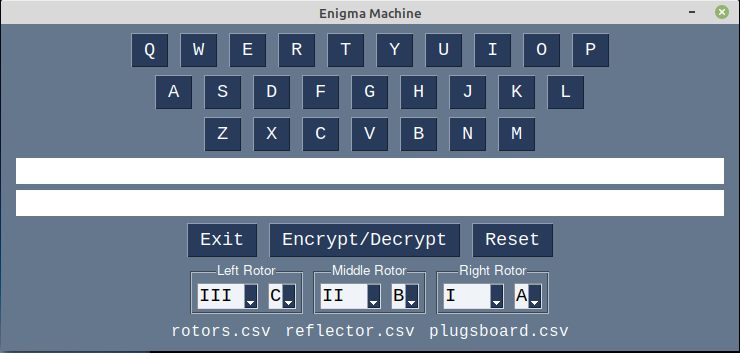 Enigma Machine
Q W E R T Y U I O P
A S D F G H J K L
Z X C V B N M
Exit Encrypt/Decrypt Reset
Left Rotor Middle Rotor Right Rotor
III C II B I A
rotors.csv reflector.csv plugsboard.csv